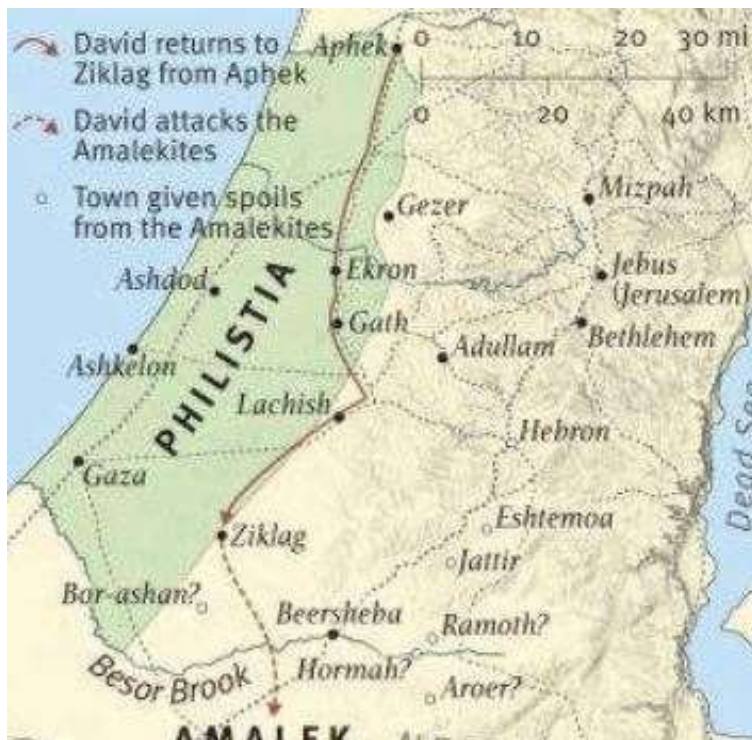 David returns to
Ziklag from Aphek
David attacks the
Amalekites
Town given spoils
from the Amalekites
Aphek
0 10 20 30 mi
0 20 40 km
Gezer
Mizpah
Ashdod
Ekron
Jebus
(Jerusalem)
PHILISTIA
Gath
Bethlehem
Ashkelon
Adullam
Lachish
Hebron
Gaza
Dead
Eshtemoa
Ziklag
Jattir
Bor-ashan?
Beersheba
Ramoth?
Besor Brook
Hormah?
Aroer?
AMALEK